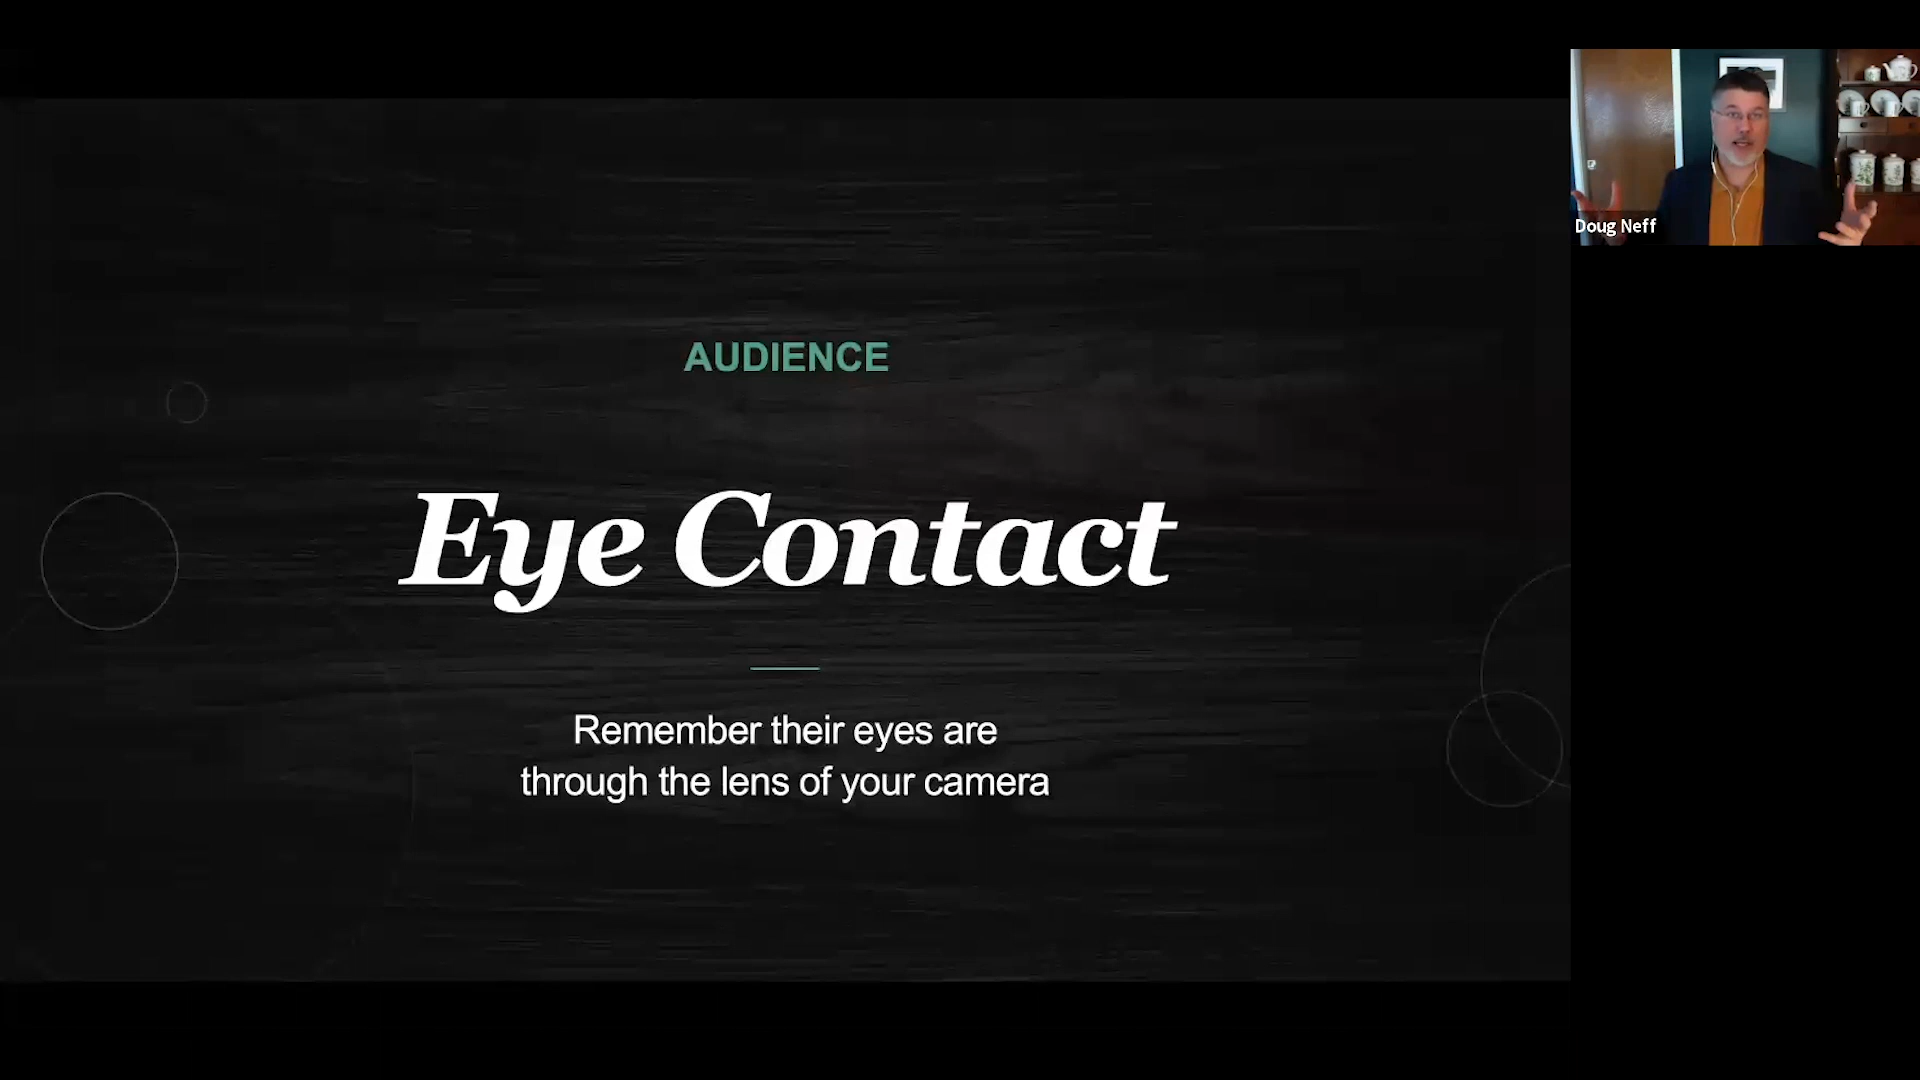 AUDIENCE
Eye Contact
Remember their eyes are
through the lens of your camera
Doug Neff